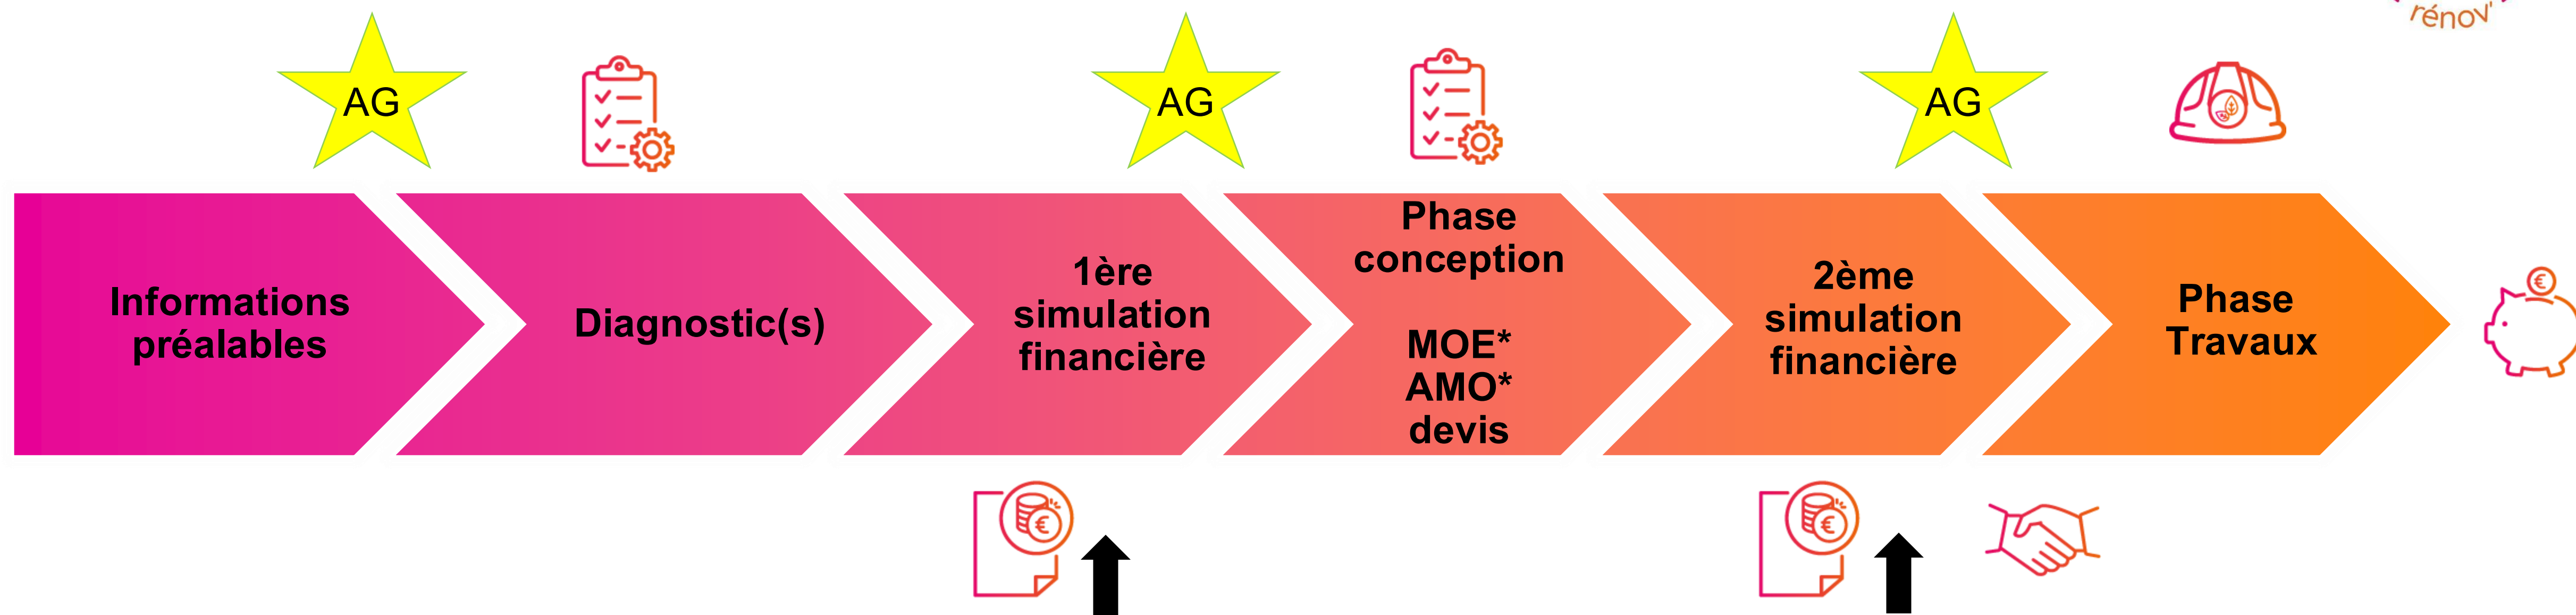 rénov'
AG
AG
AG
Informations
préalables
Diagnostic(s)
1ère
simulation
financière
Phase
conception
MOE*
AMO*
devis
2ème
simulation
financière
Phase
Travaux
€
€
€